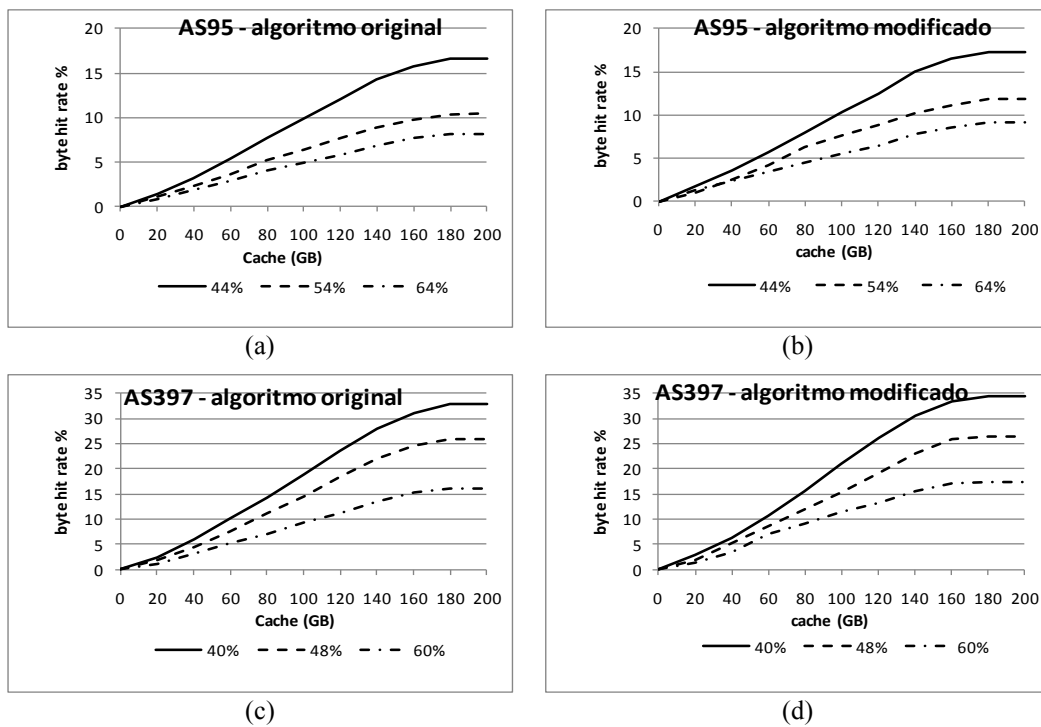 AS95 - algoritmo original
byte hit rate %
20
15
10
5
0
0 20 40 60 80 100 120 140 160 180 200
Cache (GB)
44% 54% 64%
(a)
AS95 - algoritmo modificado
byte hit rate %
20
15
10
5
0
0 20 40 60 80 100 120 140 160 180 200
cache (GB)
44% 54% 64%
(b)
AS397 - algoritmo original
byte hit rate %
35
30
25
20
15
10
5
0
0 20 40 60 80 100 120 140 160 180 200
Cache (GB)
40% 48% 60%
(c)
AS397 - algoritmo modificado
byte hit rate %
35
30
25
20
15
10
5
0
0 20 40 60 80 100 120 140 160 180 200
cache (GB)
40% 48% 60%
(d)